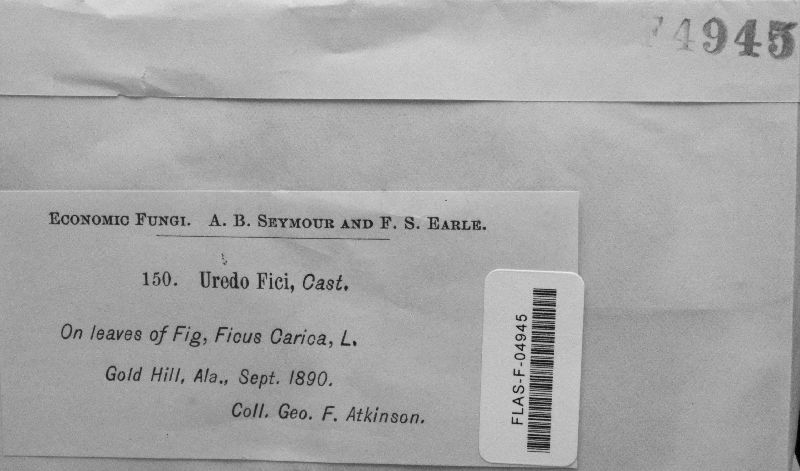 F4945
ECONOMIC FUNGI. A. B. SEYMOUR AND F. S. EARLE.
150. Uredo Fici, Cast.
On leaves of Fig, Ficus Carica, L.
Gold Hill, Ala., Sept. 1890.
Coll. Geo. F. Atkinson.
FLAS-F-04945